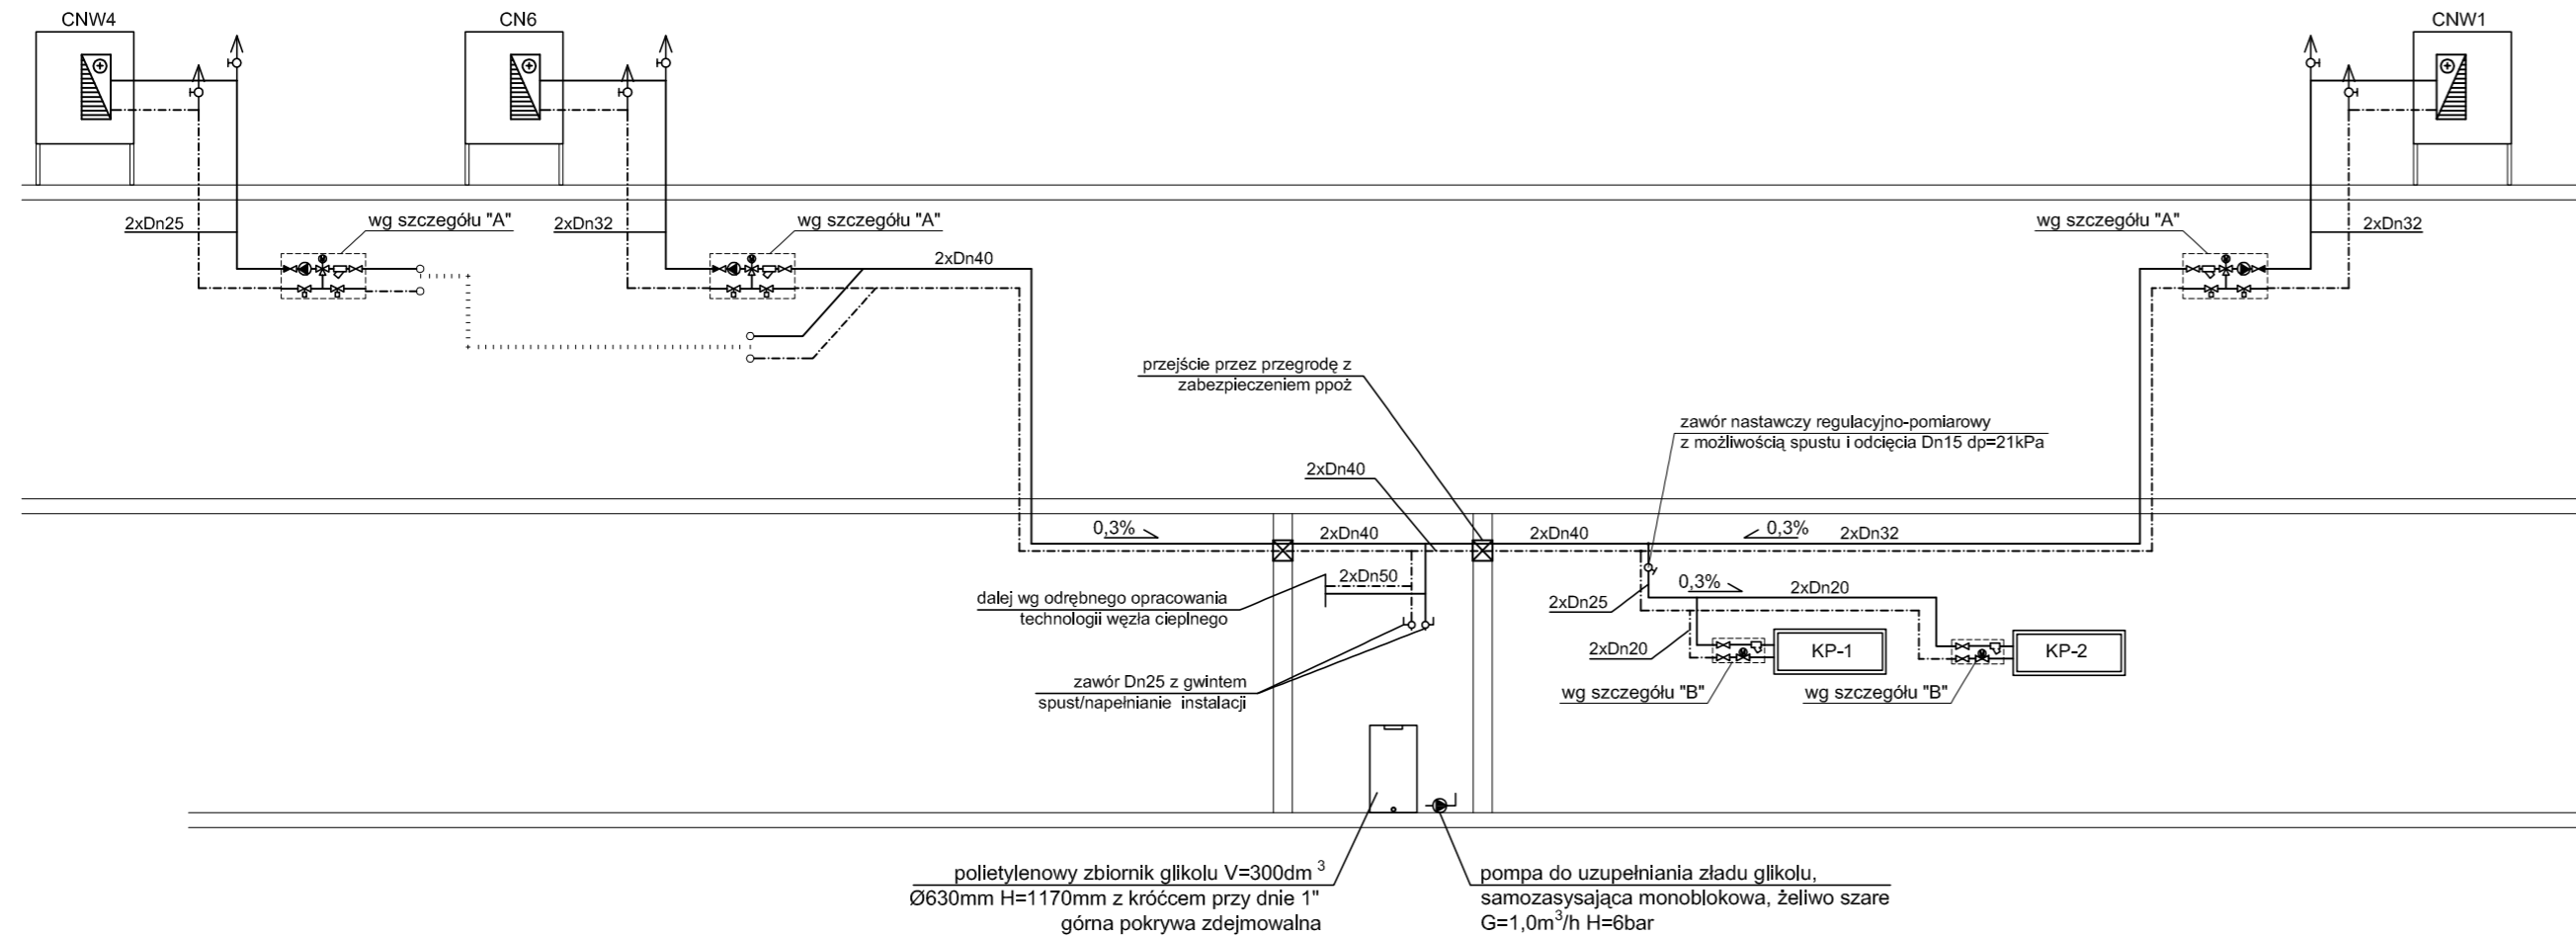 CNW4
CN6
CNW1
2xDn25
wg szczegółu "A"
2xDn32
wg szczegółu "A"
2xDn40
wg szczegółu "A"
2xDn32
przejście przez przegrodę z
zabezpieczeniem ppoż
zawór nastawczy regulacyjno-pomiarowy
z możliwością spustu i odcięcia Dn15 dp=21kPa
2xDn40
0,3%
2xDn40
2xDn40
0,3%
2xDn32
2xDn50
dalej wg odrębnego opracowania
technologii węzła cieplnego
0,3%
2xDn20
2xDn25
2xDn20
KP-1
KP-2
wg szczegółu "B"
wg szczegółu "B"
zawór Dn25 z gwintem
spust/napełnianie instalacji
polietylenowy zbiornik glikolu V=300dm³
Ø630mm H=1170mm z króćcem przy dnie 1"
górna pokrywa zdejmowalna
pompa do uzupełniania zładu glikolu,
samozasysająca monoblokowa, żeliwo szare
G=1,0m³/h H=6bar